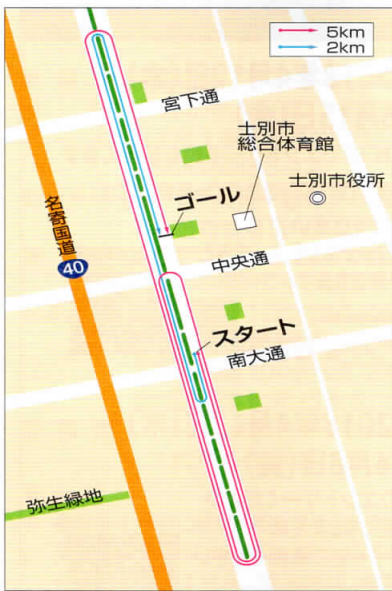 5km
2km
宮下通
士別市
総合体育館
士別市役所
ゴール
名寄国道
40
中央通
スタート
南大通
弥生緑地